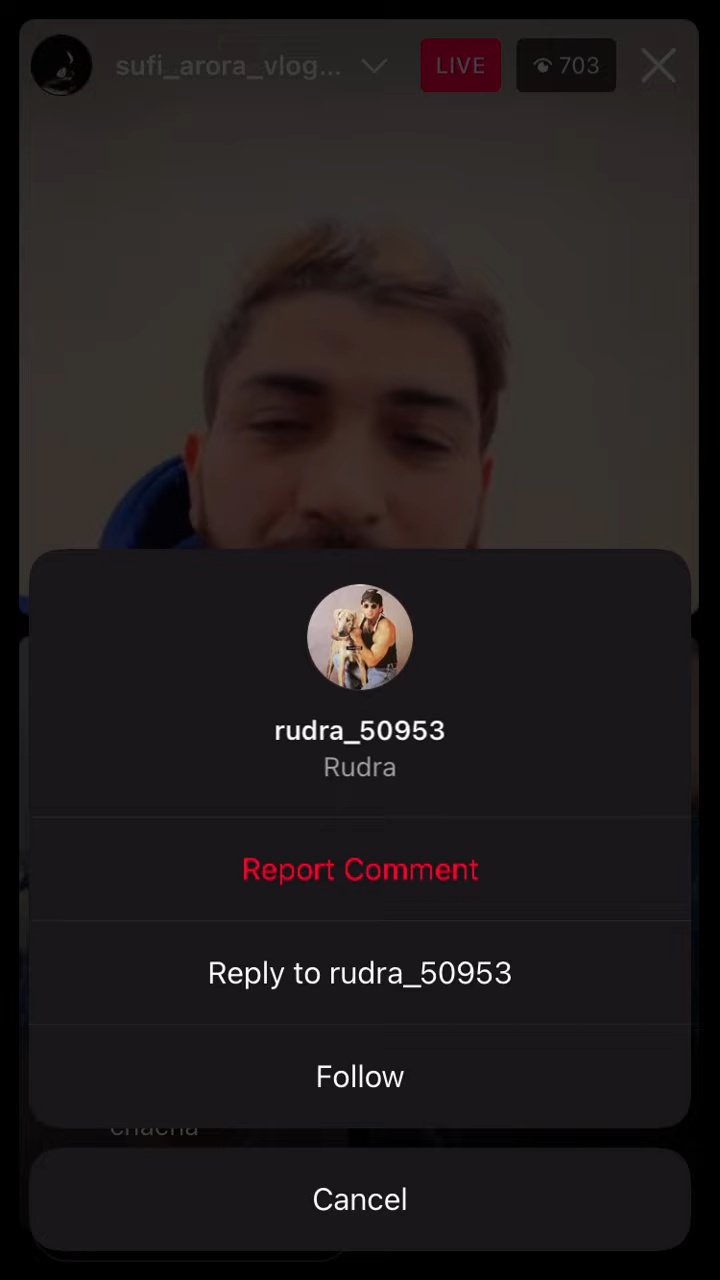 sufi_arora_vlog...
LIVE
703
rudra_50953
Rudra
Report Comment
Reply to rudra_50953
Follow
chacha
Cancel